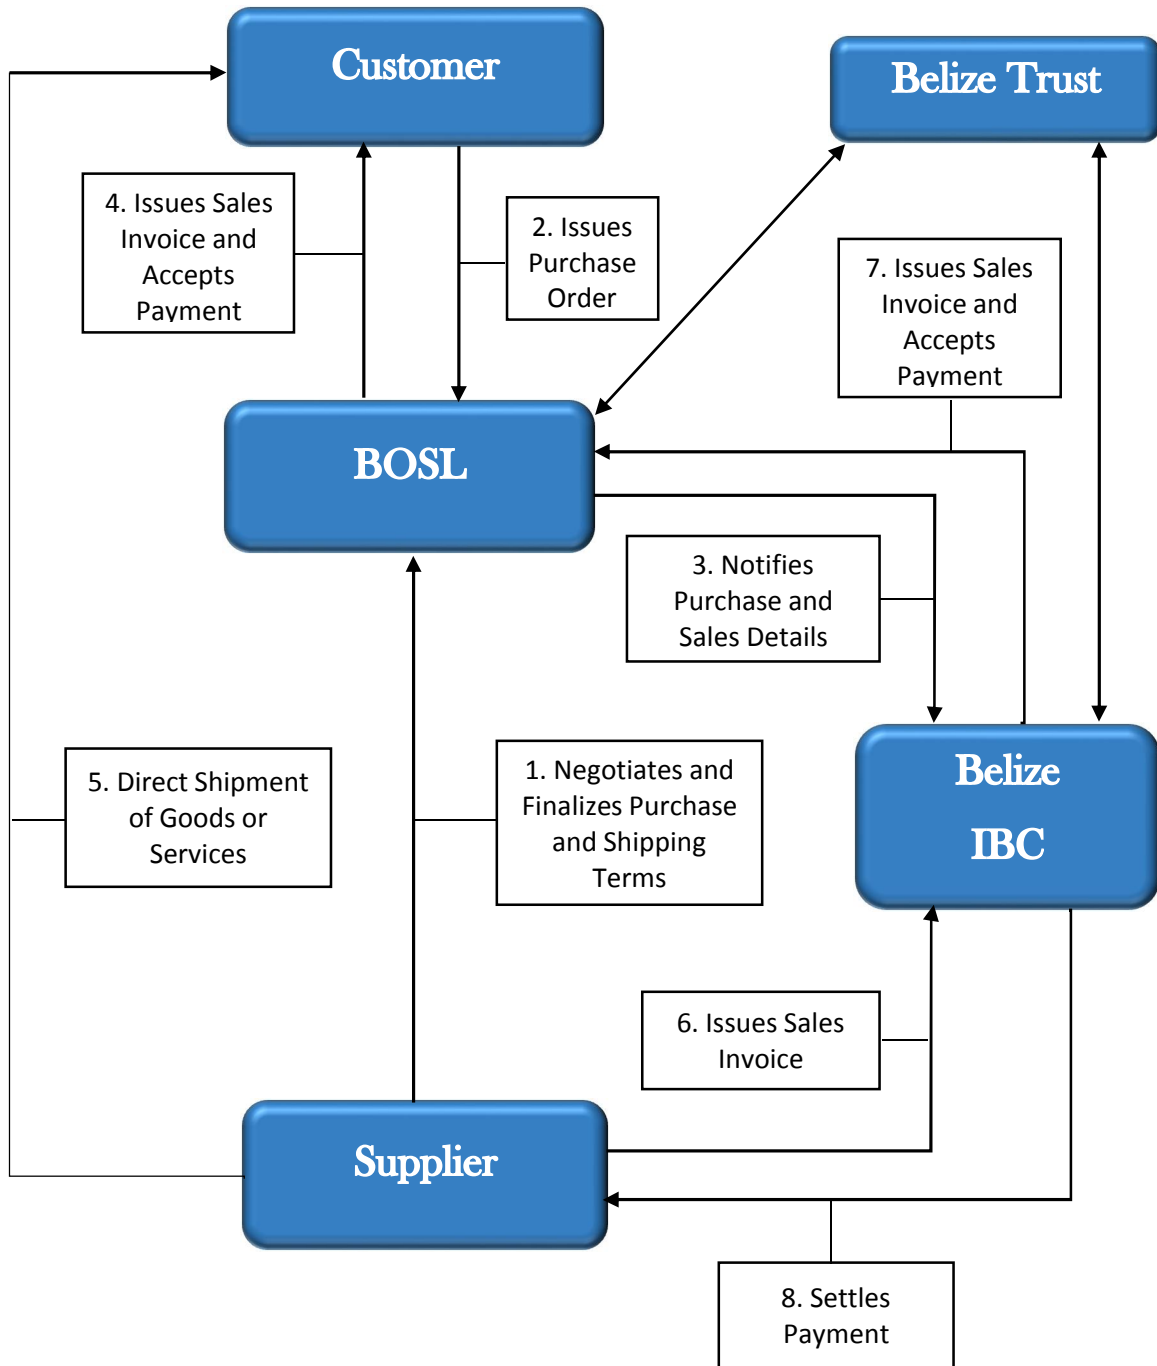 Customer
Belize Trust
4. Issues Sales
Invoice and
Accepts
Payment
2. Issues
Purchase
Order
7. Issues Sales
Invoice and
Accepts
Payment
BOSL
3. Notifies
Purchase and
Sales Details
5. Direct Shipment
of Goods or
Services
1. Negotiates and
Finalizes Purchase
and Shipping
Terms
Belize
IBC
6. Issues Sales
Invoice
Supplier
8. Settles
Payment